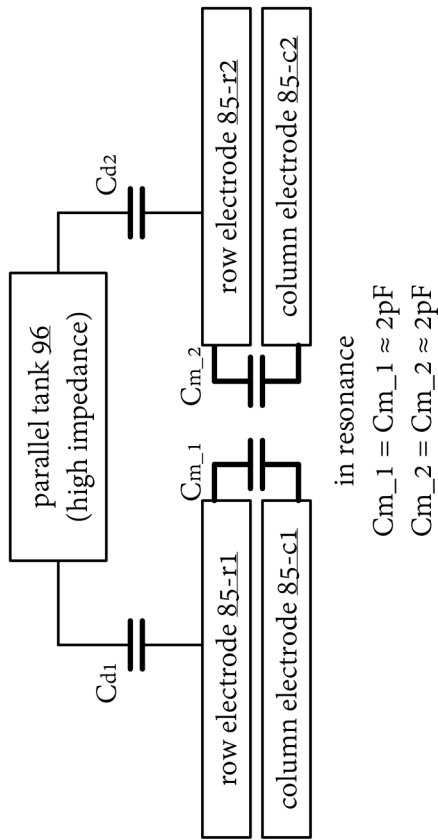 parallel tank 96
(high impedance)
Cd1
Cd2
Cm_1
Cm_2
row electrode 85-r1
row electrode 85-r2
column electrode 85-c1
column electrode 85-c2
in resonance
Cm_1 = Cm_1 ≈ 2pF
Cm_2 = Cm_2 ≈ 2pF